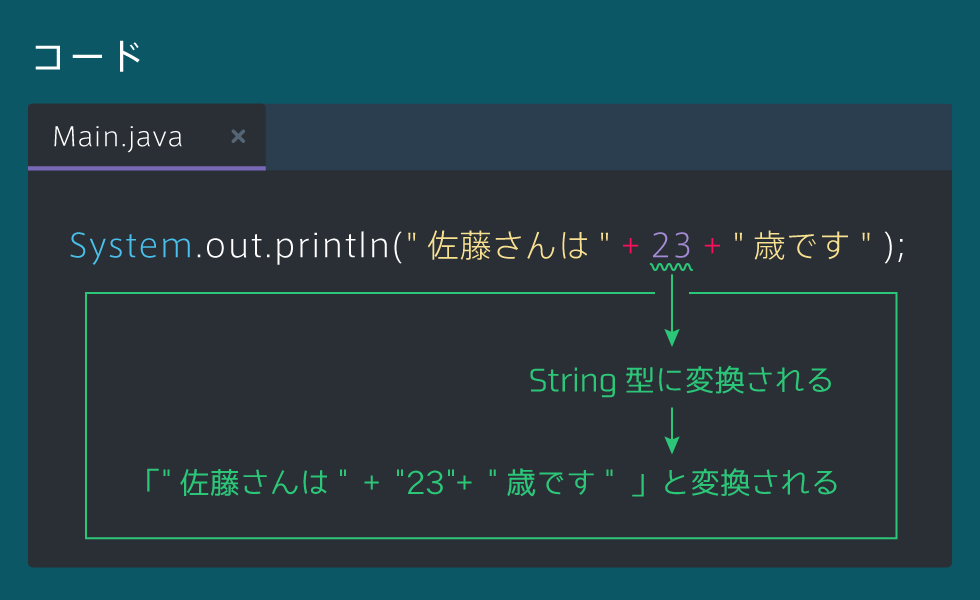 コード
Main.java ×
System.out.println(" 佐藤さんは " + 23 + " 歳です " );
String 型に変換される
「" 佐藤さんは " + "23"+ " 歳です " 」と変換される